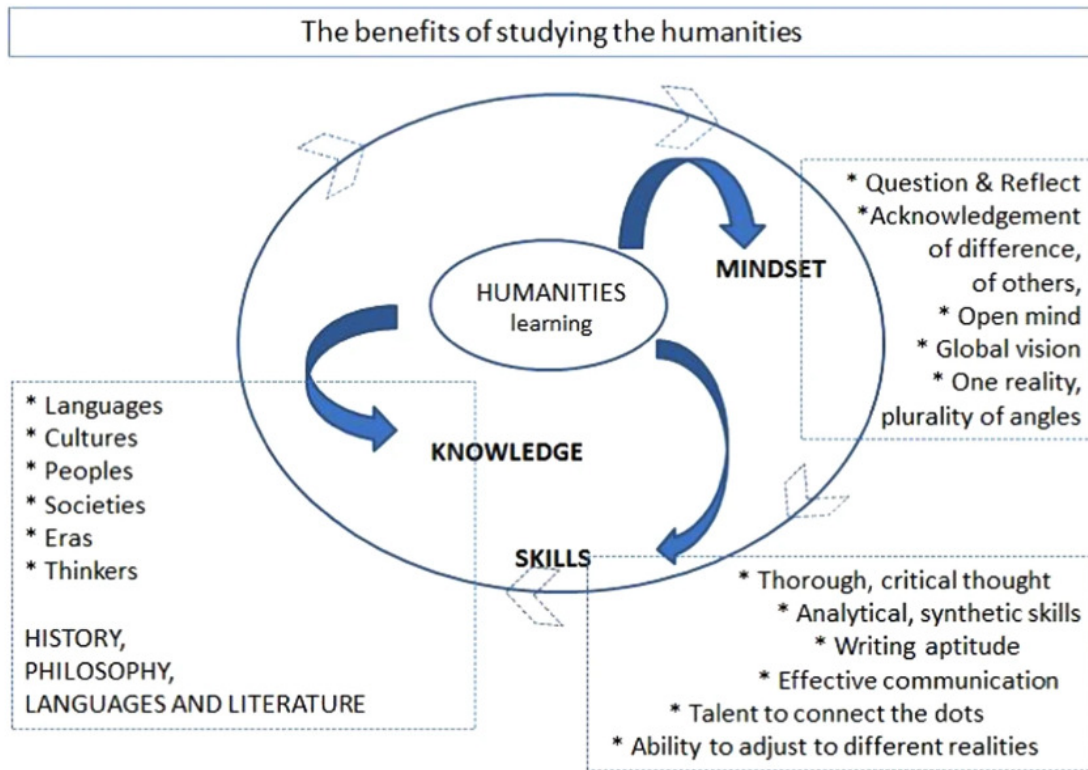 The benefits of studying the humanities
HUMANITIES
learning
MINDSET
* Question & Reflect
*Acknowledgement
of difference,
of others,
* Open mind
* Global vision
* One reality,
plurality of angles
KNOWLEDGE
* Languages
* Cultures
* Peoples
* Societies
* Eras
* Thinkers
HISTORY,
PHILOSOPHY,
LANGUAGES AND LITERATURE
SKILLS
* Thorough, critical thought
* Analytical, synthetic skills
* Writing aptitude
* Effective communication
* Talent to connect the dots
* Ability to adjust to different realities